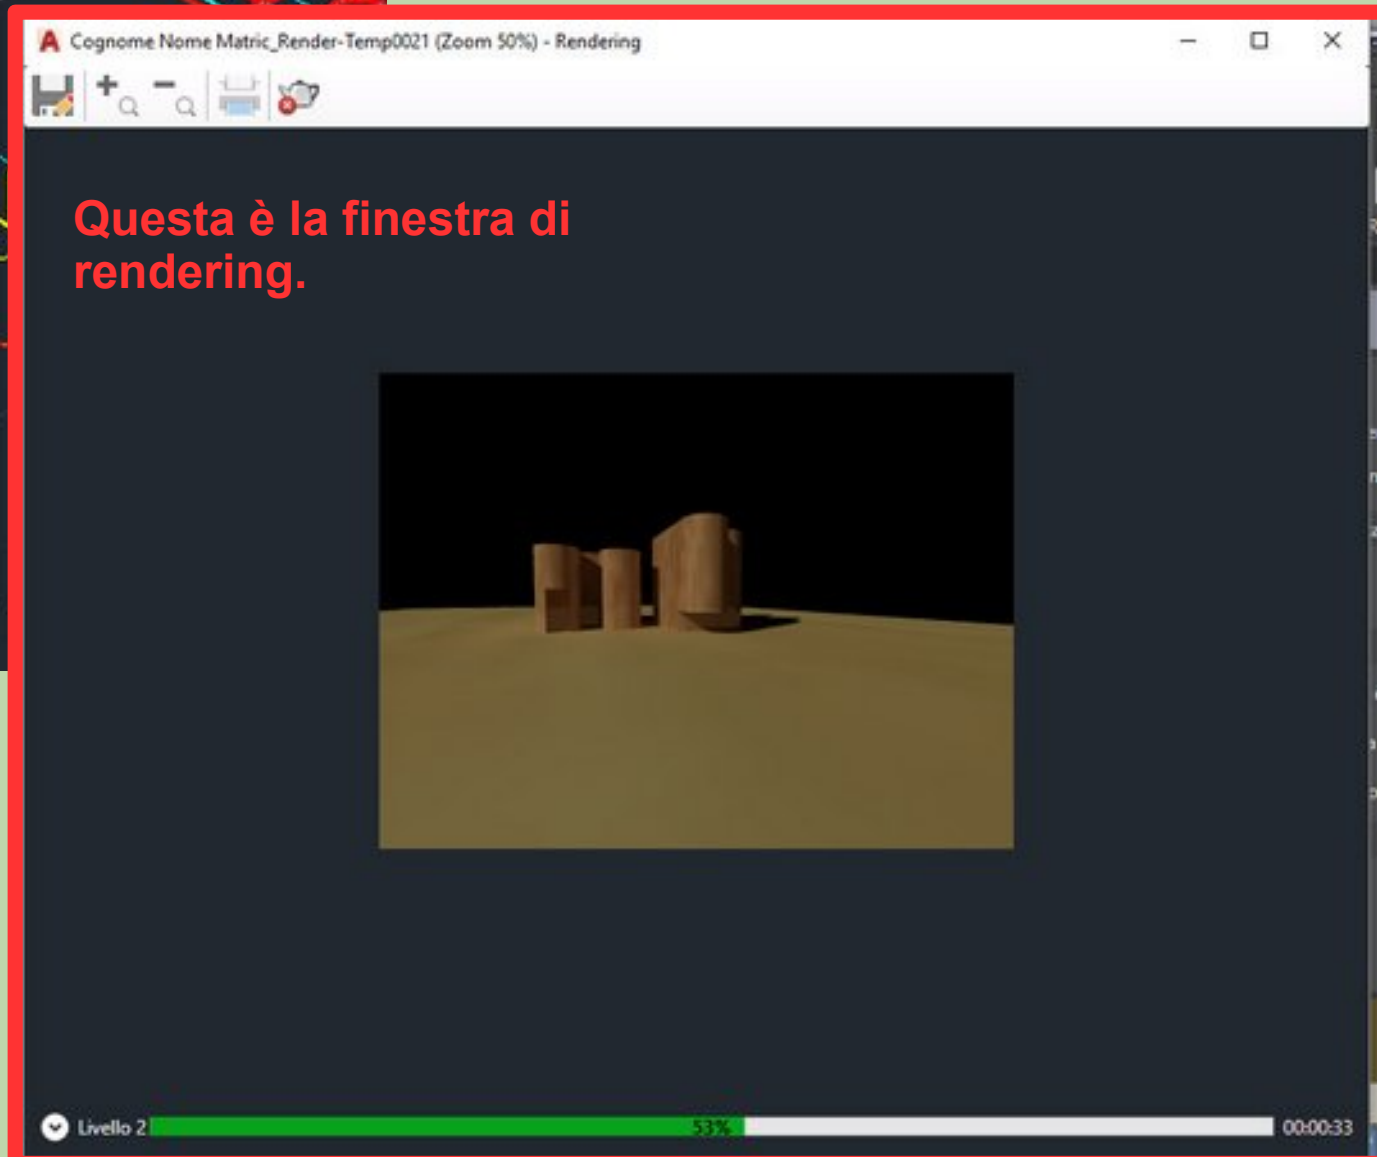 Cognome Nome Matric_Render-Temp0021 (Zoom 50%) - Rendering
Questa è la finestra di
rendering.
Livello 2 53% 00:00:33